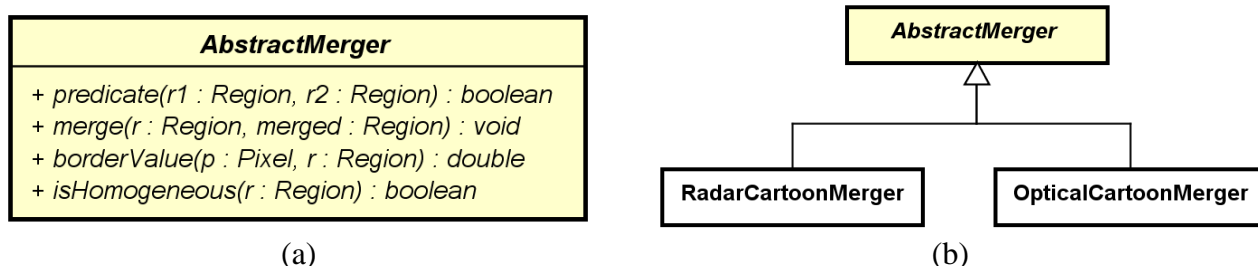 AbstractMerger
+ predicate(r1 : Region, r2 : Region) : boolean
+ merge(r : Region, merged : Region) : void
+ borderValue(p : Pixel, r : Region) : double
+ isHomogeneous(r : Region) : boolean
(a)
AbstractMerger
RadarCartoonMerger
OpticalCartoonMerger
(b)